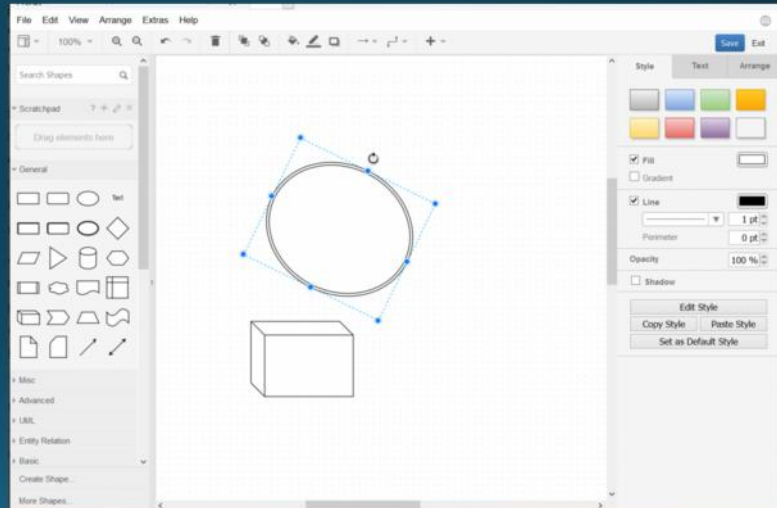 File Edit View Arrange Extras Help
100%
Save Exit
Search Shapes
Scratchpad ?
Drag elements here
General
Text
Misc
Advanced
UML
Entity Relation
Basic
Create Shape...
More Shapes...
Style Text Arrange
Fill
Gradient
Line
1 pt
Perimeter 0 pt
Opacity 100 %
Shadow
Edit Style
Copy Style Paste Style
Set as Default Style